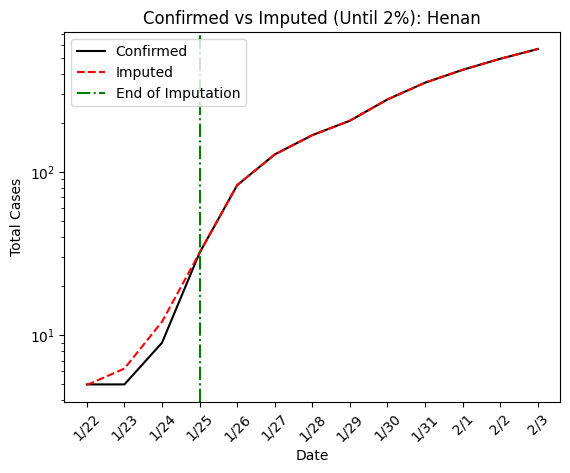 Confirmed vs Imputed (Until 2%): Henan
Confirmed
Imputed
End of Imputation
Total Cases
10²
10¹
1/22
1/23
1/24
1/25
1/26
1/27
1/28
1/29
1/30
1/31
2/1
2/2
2/3
Date